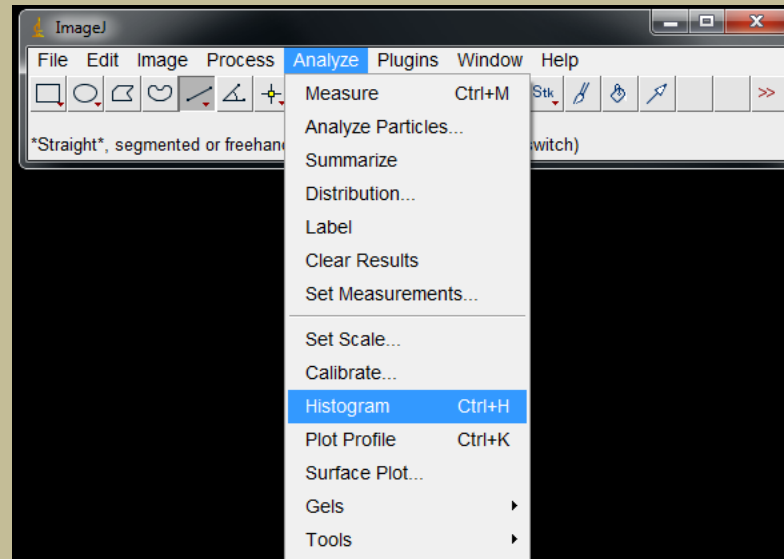 ImageJ
File Edit Image Process Analyze Plugins Window Help
Stk >>
*Straight*, segmented or freehan witch)
Measure Ctrl+M
Analyze Particles...
Summarize
Distribution...
Label
Clear Results
Set Measurements...
Set Scale...
Calibrate...
Histogram Ctrl+H
Plot Profile Ctrl+K
Surface Plot...
Gels
Tools